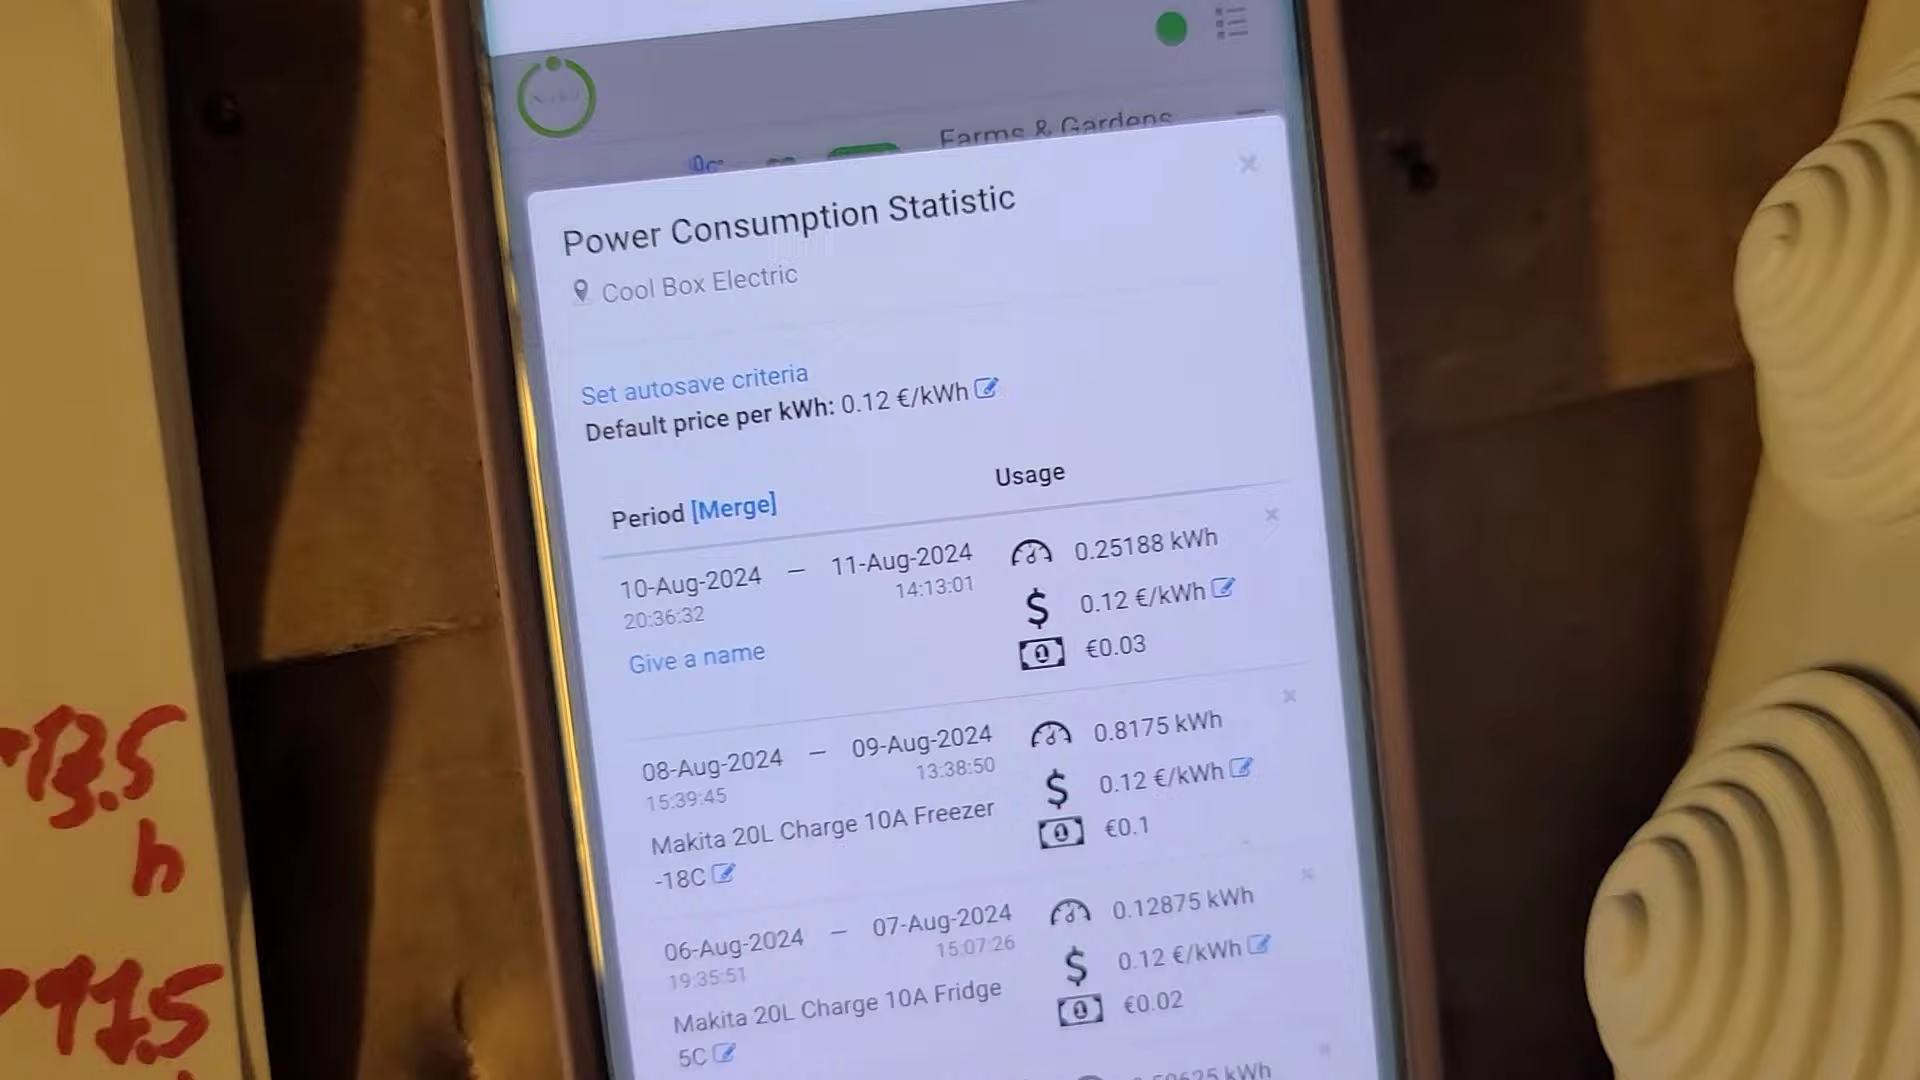 Farms & Gardens
Power Consumption Statistic
Cool Box Electric
Set autosave criteria
Default price per kWh: 0.12 €/kWh
Period [Merge]
Usage
10-Aug-2024 — 11-Aug-2024
20:36:32
14:13:01
Give a name
0.25188 kWh
$ 0.12 €/kWh
€0.03
08-Aug-2024 — 09-Aug-2024
15:39:45
13:38:50
Makita 20L Charge 10A Freezer
-18C
0.8175 kWh
$ 0.12 €/kWh
€0.1
06-Aug-2024 — 07-Aug-2024
19:35:51
15:07:26
Makita 20L Charge 10A Fridge
5C
0.12875 kWh
$ 0.12 €/kWh
€0.02
kWh
13.5
h